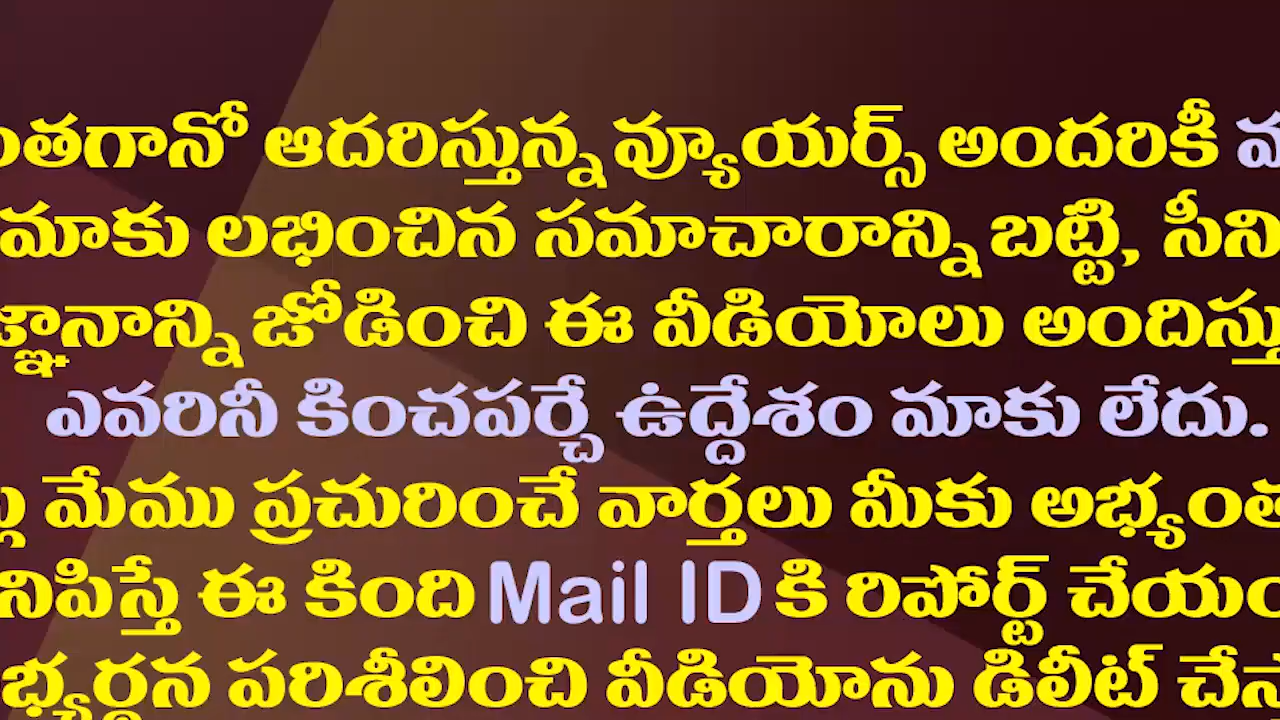 ంతగానో ఆదరిస్తున్న వ్యూయర్స్ అందరికీ
మాకు లభించిన సమాచారాన్ని బట్టి, సీని
జ్ఞానాన్ని జోడించి ఈ వీడియోలు అందిస్తు
ఎవరినీ కించపర్చే ఉద్దేశం మాకు లేదు.
మేము ప్రచురించే వార్తలు మీకు అభ్యంత
నిపిస్తే ఈ కింది Mail ID కి రిపోర్ట్ చేయం
భ్యర్థన పరిశీలించి వీడియోను డిలీట్ చేస